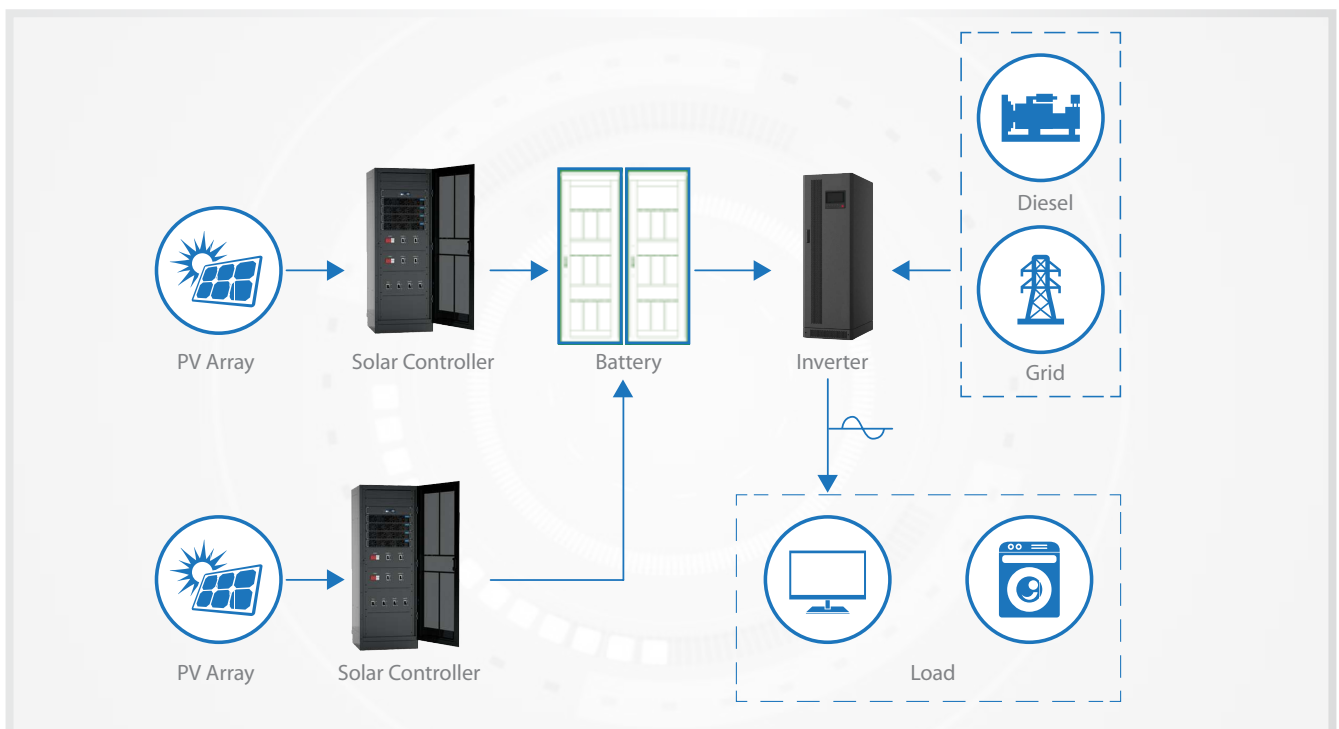 Diesel
PV Array
Solar Controller
Battery
Inverter
Grid
PV Array
Solar Controller
Load